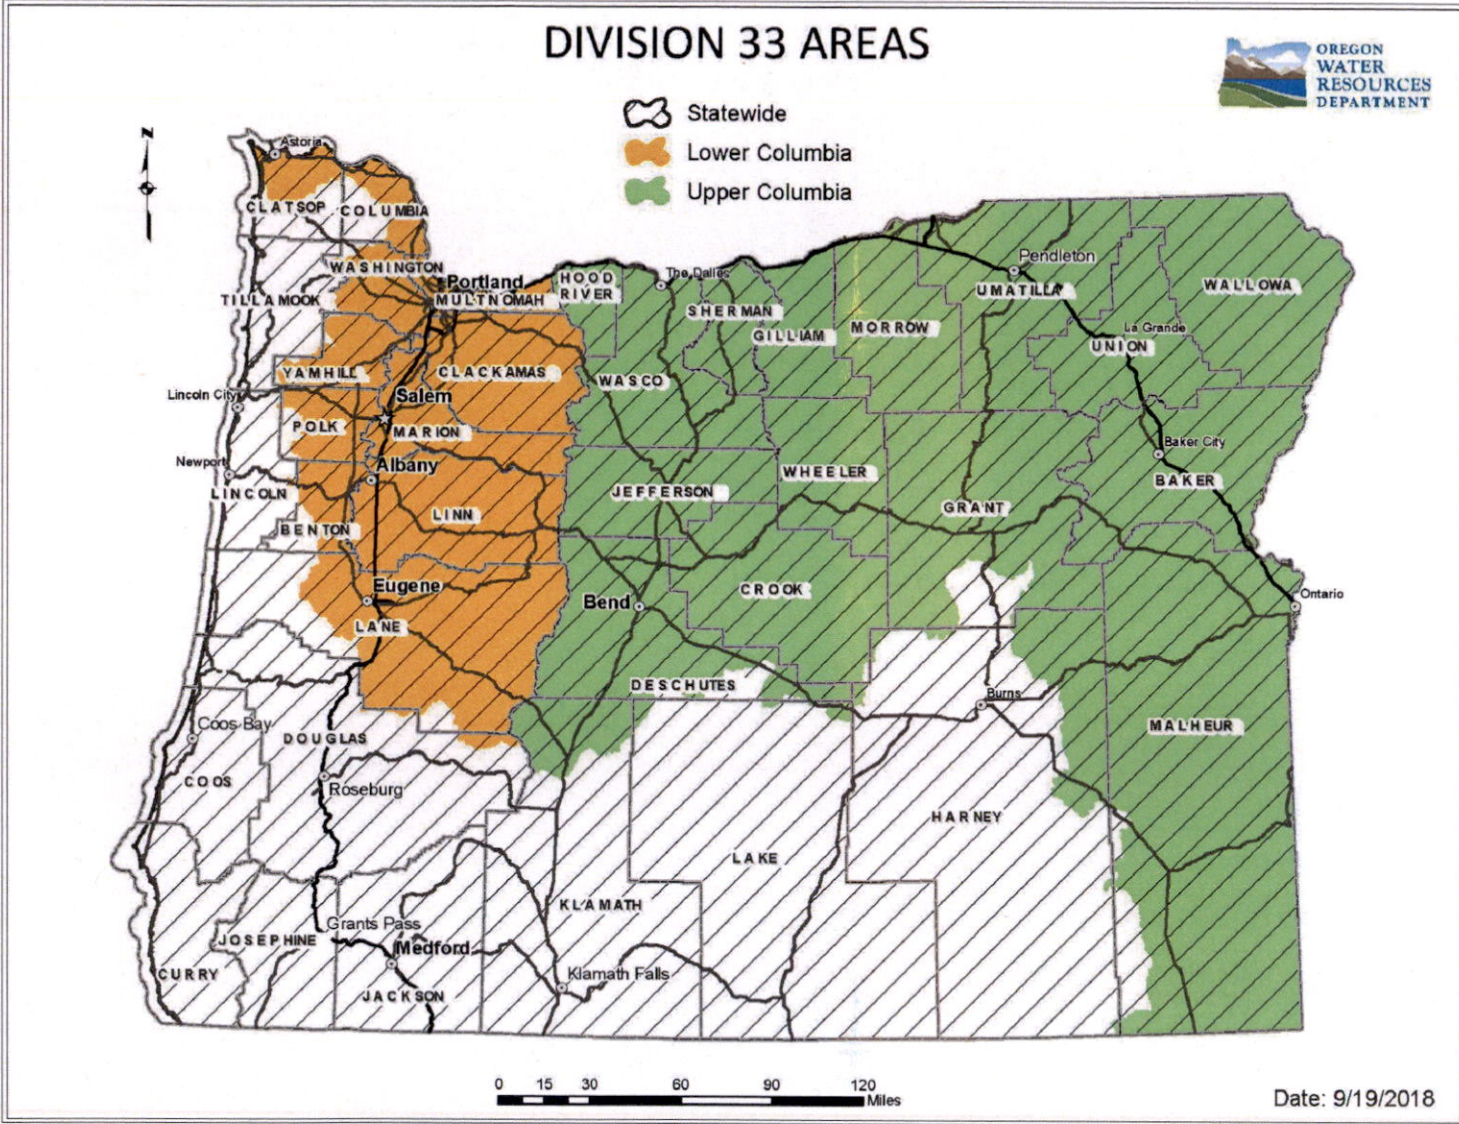 DIVISION 33 AREAS
OREGON
WATER
RESOURCES
DEPARTMENT
Statewide
Lower Columbia
Upper Columbia
N
Astoria
CLATSOP
COLUMBIA
WASHINGTON
Portland
MULTNOMAH
HOOD
RIVER
The Dalles
Pendleton
TILLAMOOK
SHERMAN
UMATILLA
WALLOWA
GILLIAM
MORROW
La Grande
UNION
YAMHILL
CLACKAMAS
WASCO
Lincoln City
Salem
POLK
MARION
Baker City
Newport
Albany
WHEELER
BAKER
LINCOLN
JEFFERSON
LINN
GRANT
BENTON
Eugene
Bend
CROOK
Ontario
LANE
DESCHUTES
Burns
Coos Bay
DOUGLAS
MALHEUR
COOS
Roseburg
HARNEY
LAKE
KLAMATH
Grants Pass
JOSEPHINE
Medford
CURRY
Klamath Falls
JACKSON
0 15 30 60 90 120
Miles
Date: 9/19/2018